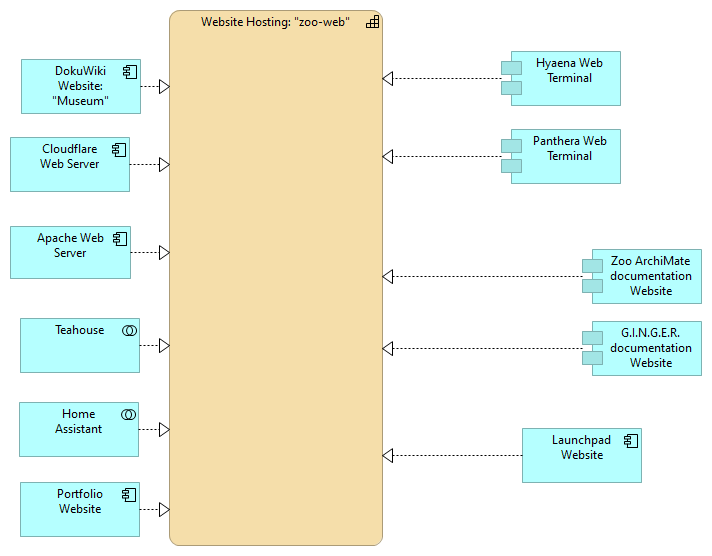 Website Hosting: "zoo-web"
DokuWiki
Website:
"Museum"
Cloudflare
Web Server
Apache Web
Server
Teahouse
Home
Assistant
Portfolio
Website
Hyaena Web
Terminal
Panthera Web
Terminal
Zoo ArchiMate
documentation
Website
G.I.N.G.E.R.
documentation
Website
Launchpad
Website